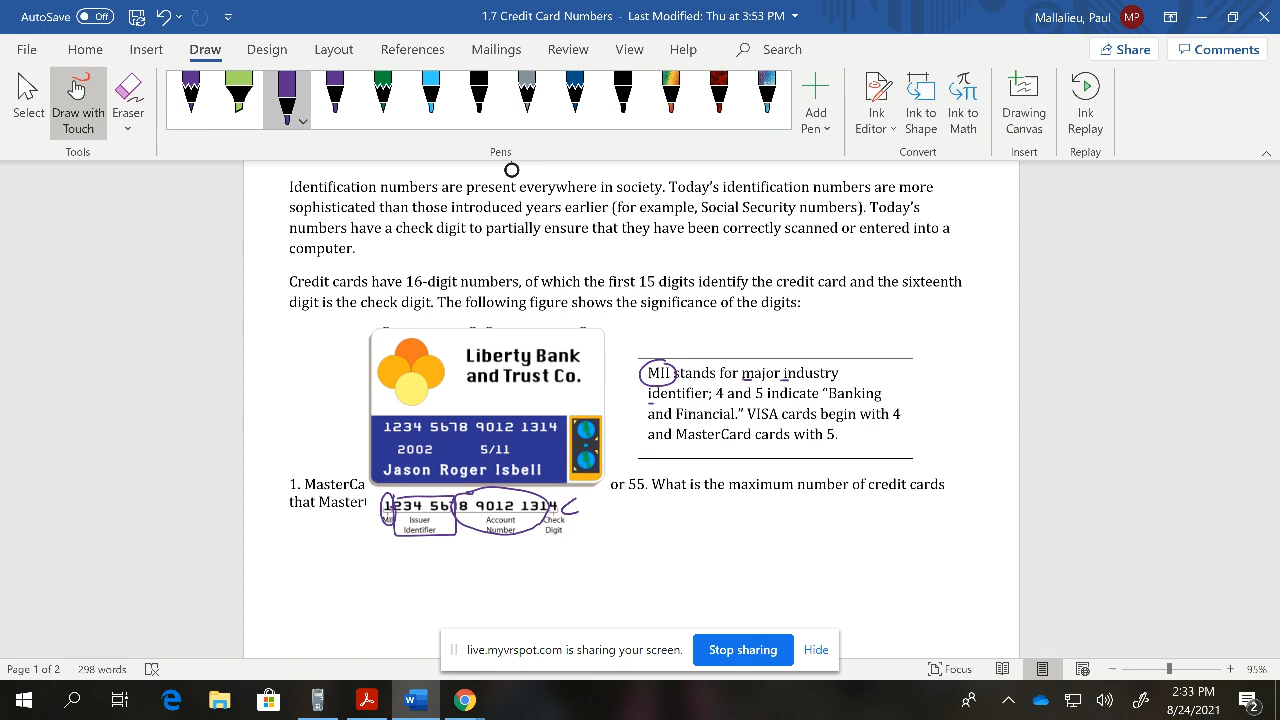 AutoSave Off
1.7 Credit Card Numbers - Last Modified: Thu at 3:53 PM
Mallalieu, Paul MP
File Home Insert Draw Design Layout References Mailings Review View Help Search Share Comments
Select
Draw with Touch
Eraser
Add Pen
Ink Editor
Ink to Shape
Ink to Math
Drawing Canvas
Ink Replay
Tools Pens Convert Insert Replay
Identification numbers are present everywhere in society. Today's identification numbers are more
sophisticated than those introduced years earlier (for example, Social Security numbers). Today's
numbers have a check digit to partially ensure that they have been correctly scanned or entered into a
computer.
Credit cards have 16-digit numbers, of which the first 15 digits identify the credit card and the sixteenth
digit is the check digit. The following figure shows the significance of the digits:
Liberty Bank
and Trust Co.
1234 5678 9012 1314
2002 5/11
Jason Roger Isbell
MII stands for major industry
identifier; 4 and 5 indicate "Banking
and Financial." VISA cards begin with 4
and MasterCard cards with 5.
1. MasterCa or 55. What is the maximum number of credit cards
that Master
1234 5678 9012 1314
MII Issuer Identifier Account Number Check Digit
live.myvrspot.com is sharing your screen. Stop sharing Hide
Page 1 of 2 298 words Focus 95%
2:33 PM
8/24/2021
2